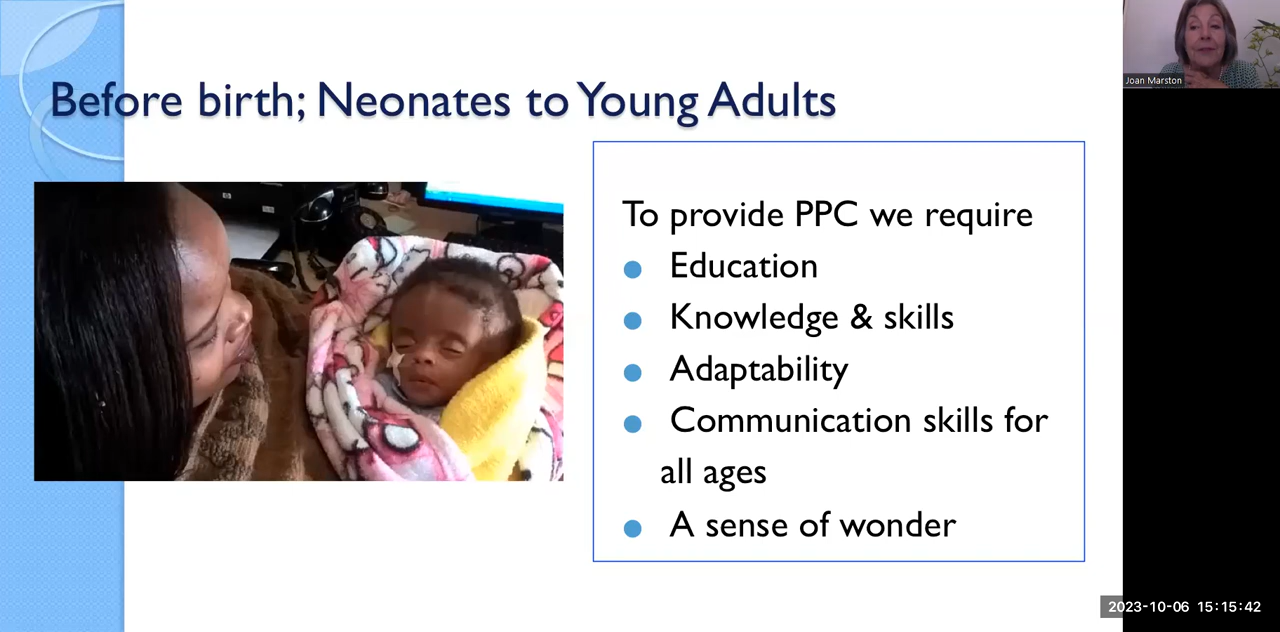 Before birth; Neonates to Young Adults
Joan Marston
To provide PPC we require
Education
Knowledge & skills
Adaptability
Communication skills for
all ages
A sense of wonder
2023-10-06 15:15:42